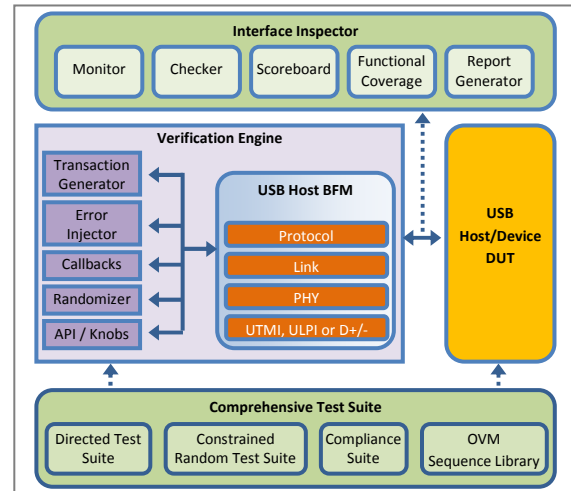 Interface Inspector
Monitor
Checker
Scoreboard
Functional
Coverage
Report
Generator
Verification Engine
Transaction
Generator
Error
Injector
Callbacks
Randomizer
API / Knobs
USB Host BFM
Protocol
Link
PHY
UTMI, ULPI or D+/-
USB
Host/Device
DUT
Comprehensive Test Suite
Directed Test
Suite
Constrained
Random Test Suite
Compliance
Suite
OVM
Sequence Library